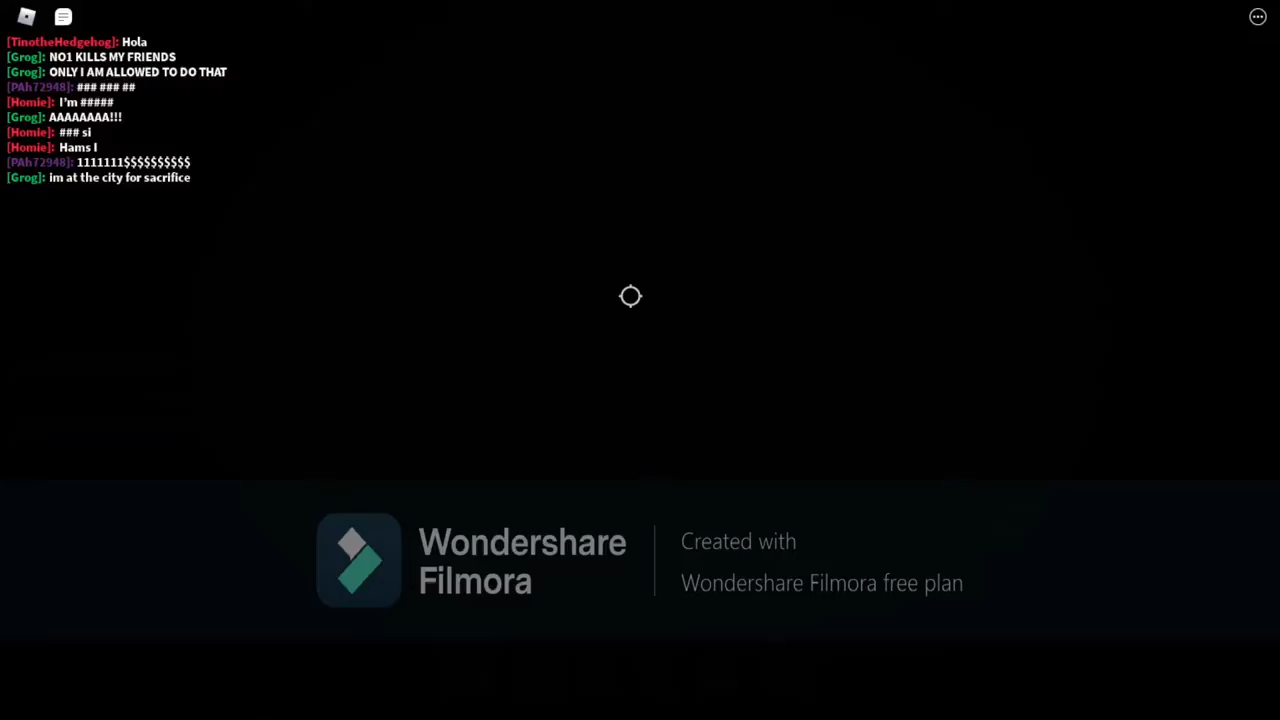 [TinotheHedgehog]: Hola
[Grog]: NO1 KILLS MY FRIENDS
[Grog]: ONLY I AM ALLOWED TO DO THAT
[PAh72948]: ### ### ##
[Homie]: I'm #####
[Grog]: AAAAAAAA!!!
[Homie]: ### si
[Homie]: Hams I
[PAh72948]: 1111111$$$$$$$$$$
[Grog]: im at the city for sacrifice
Wondershare
Filmora
Created with
Wondershare Filmora free plan